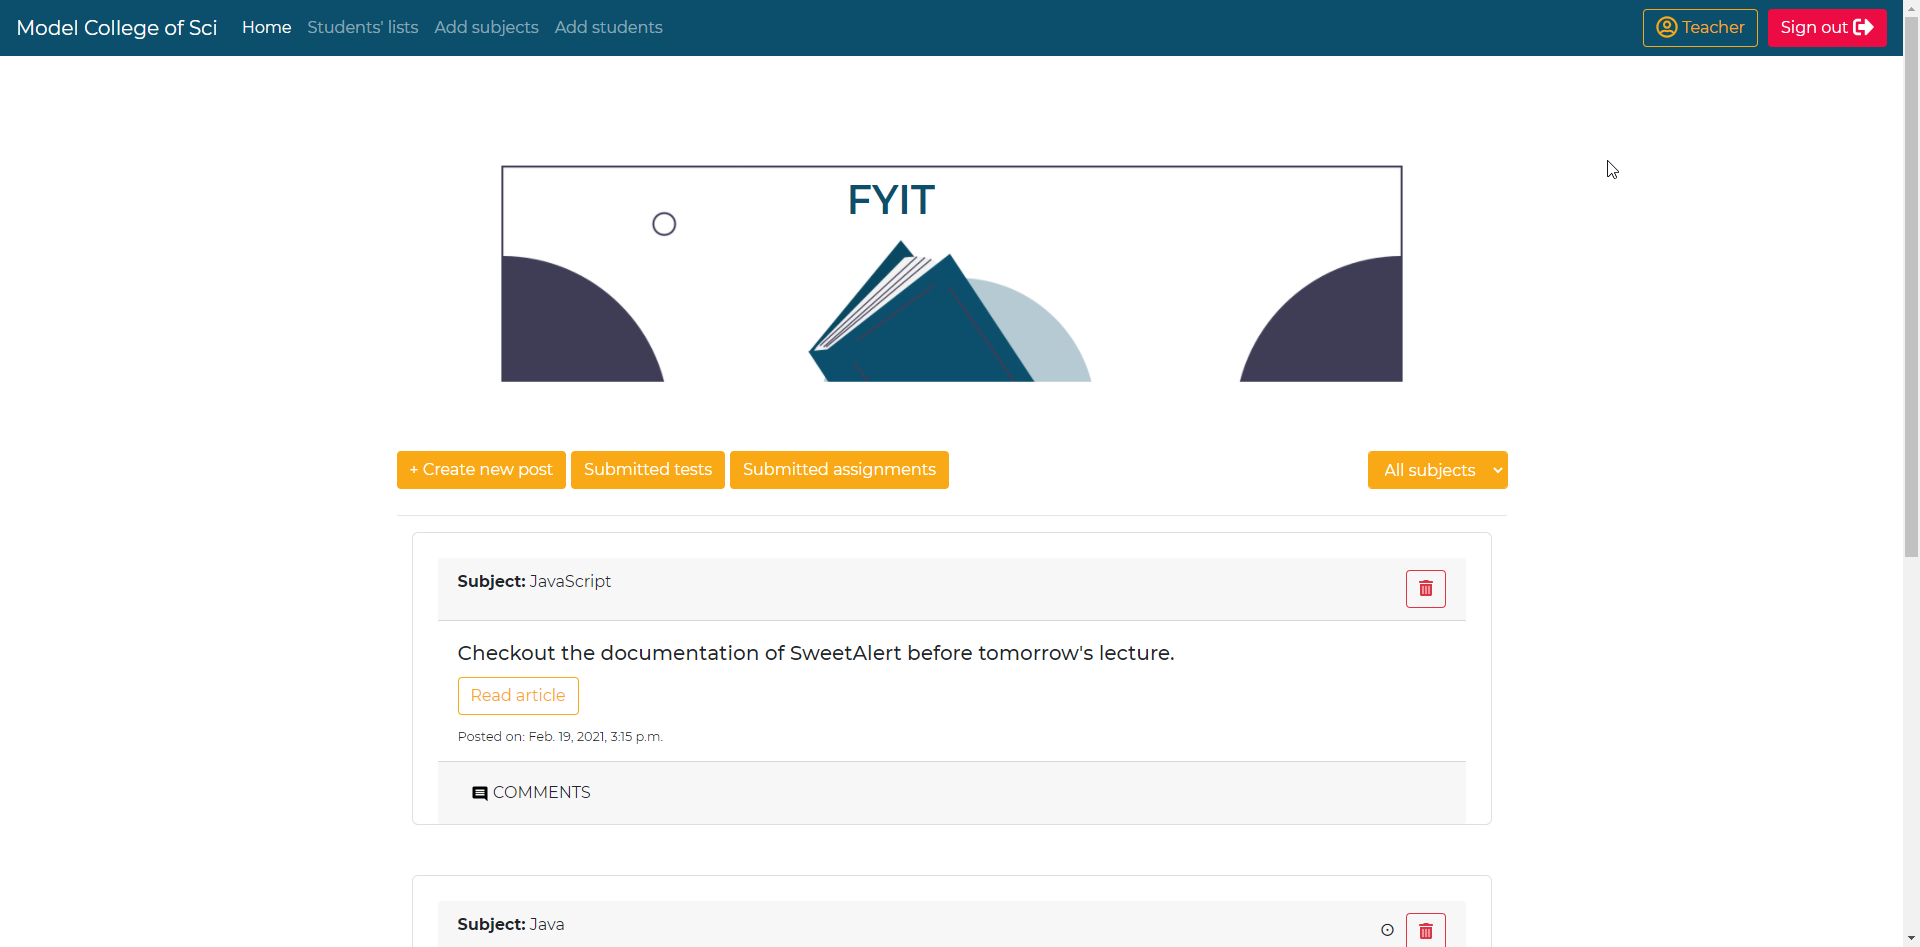 Model College of Sci Home Students' lists Add subjects Add students Teacher Sign out
FYIT
+ Create new post Submitted tests Submitted assignments All subjects
Subject: JavaScript
Checkout the documentation of SweetAlert before tomorrow's lecture.
Read article
Posted on: Feb. 19, 2021, 3:15 p.m.
COMMENTS
Subject: Java